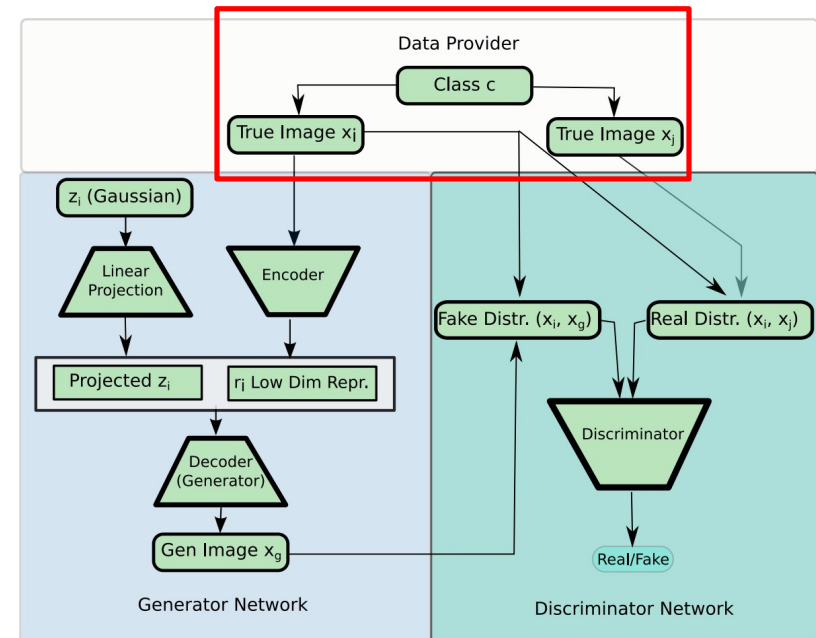 Data Provider
Class c
True Image xi
True Image xj
zi (Gaussian)
Linear
Projection
Encoder
Fake Distr. (xi, xg)
Real Distr. (xi, xj)
Projected zi
ri Low Dim Repr.
Discriminator
Decoder
(Generator)
Gen Image xg
Real/Fake
Generator Network
Discriminator Network